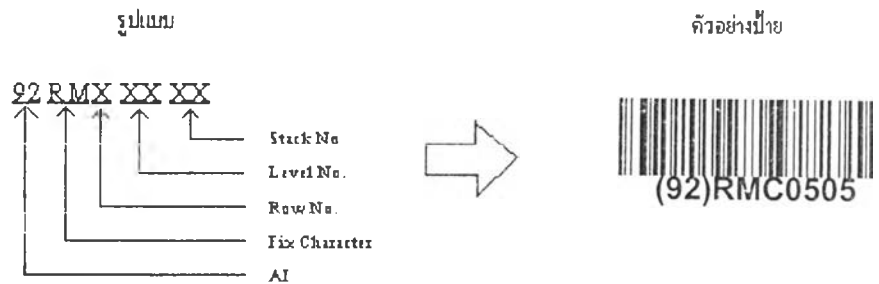 รูปแบบ
ตัวอย่างป้าย
92 RMX XX XX
Stack No
Level No.
Row No.
Fix Character
AI
(92)RMC0505